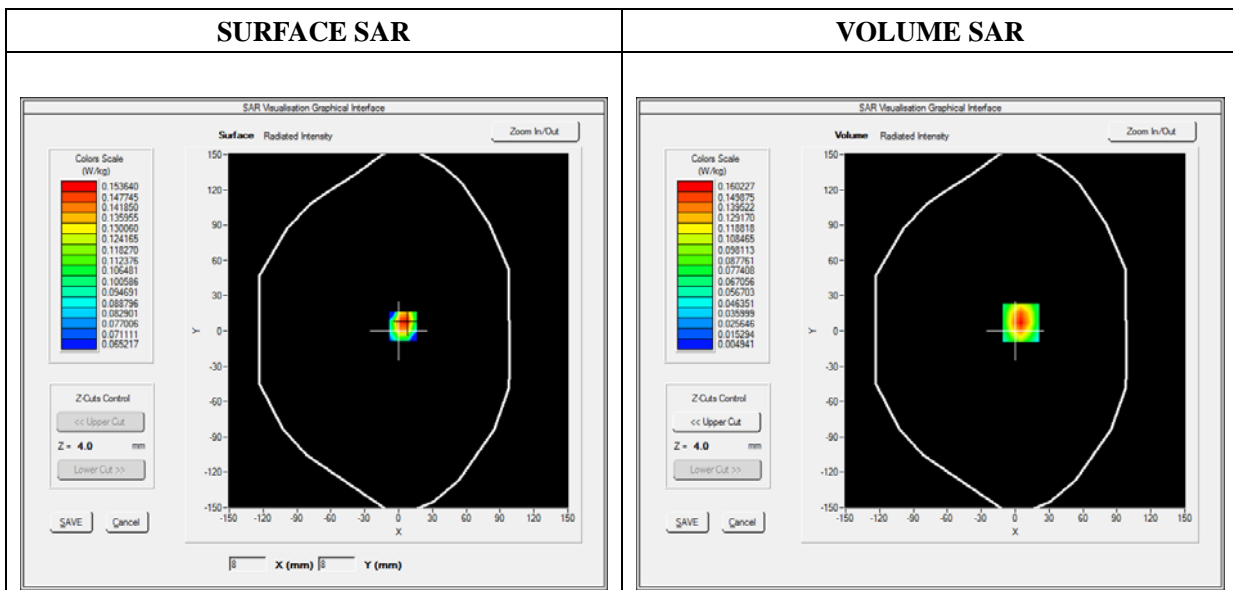 SURFACE SAR
VOLUME SAR
SAR Visualisation Graphical Interface
Surface Radiated Intensity
Zoom In/Out
Colors Scale
(W/kg)
0.153640
0.147745
0.141850
0.135955
0.130060
0.124165
0.118270
0.112376
0.106481
0.100586
0.094691
0.088796
0.082901
0.077006
0.071111
0.065217
Z-Cuts Control
<< Upper Cut
Z = 4.0 mm
Lower Cut >>
SAVE Cancel
150
120
90
60
30
0
-30
-60
-90
-120
-150
Y
-150 -120 -90 -60 -30 0 30 60 90 120 150
X
8 X (mm) 8 Y (mm)
SAR Visualisation Graphical Interface
Volume Radiated Intensity
Zoom In/Out
Colors Scale
(W/kg)
0.160227
0.149875
0.139522
0.129170
0.118818
0.108465
0.098113
0.087761
0.077408
0.067056
0.056703
0.046351
0.035999
0.025646
0.015294
0.004941
Z-Cuts Control
<< Upper Cut
Z = 4.0 mm
Lower Cut >>
SAVE Cancel
150
120
90
60
30
0
-30
-60
-90
-120
-150
Y
-150 -120 -90 -60 -30 0 30 60 90 120 150
X